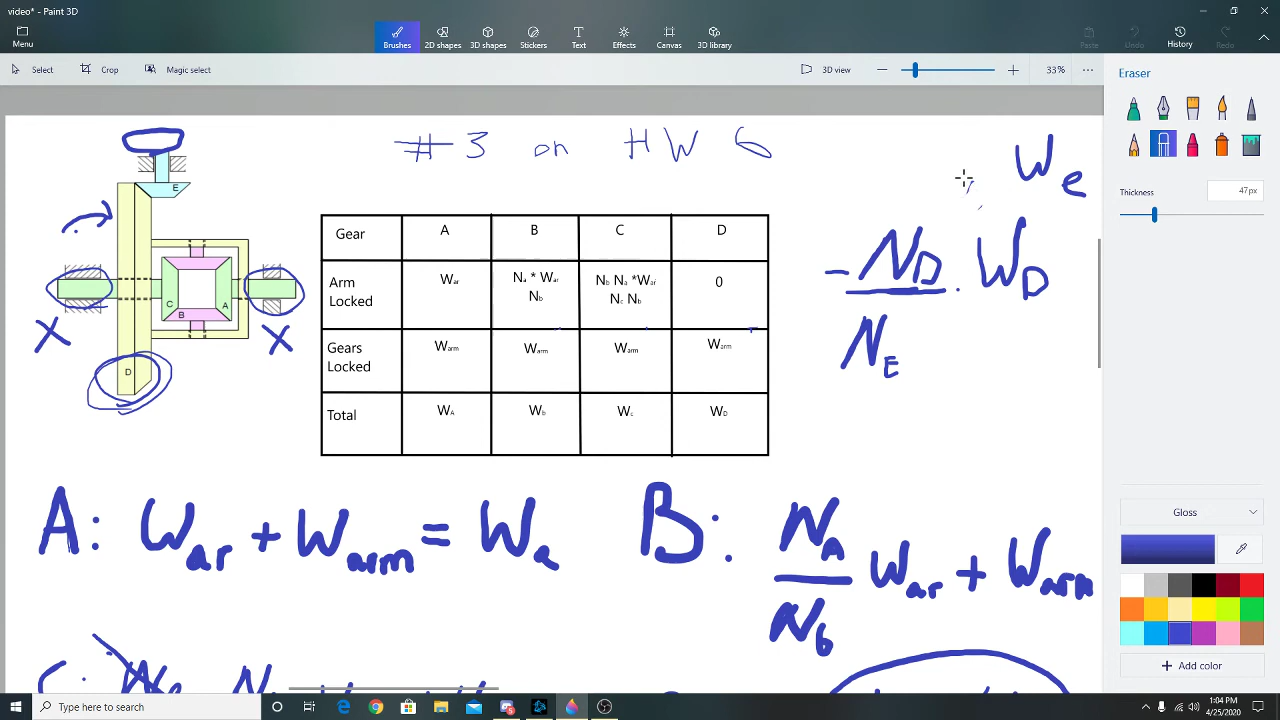 video* - Paint 3D
Menu
Brushes
2D shapes
3D shapes
Stickers
Text
Effects
Canvas
3D library
Paste
Undo
History
Redo
Select
Crop
Magic select
3D view
33%
Eraser
Thickness
47px
# 3 on HW 6
We
E
D
C
A
B
X
X
Gear A B C D
Arm Locked
War
Na * War
Nb
Nb Na *War
Nc Nb
0
Gears Locked
Warm Warm Warm Warm
Total WA Wb Wc WD
- ND . WD
NE
A: War + Warm = Wa
B: NA War + Warm
Nb
C:
Gloss
Add color
Type here to search
1:04 PM
4/25/2020